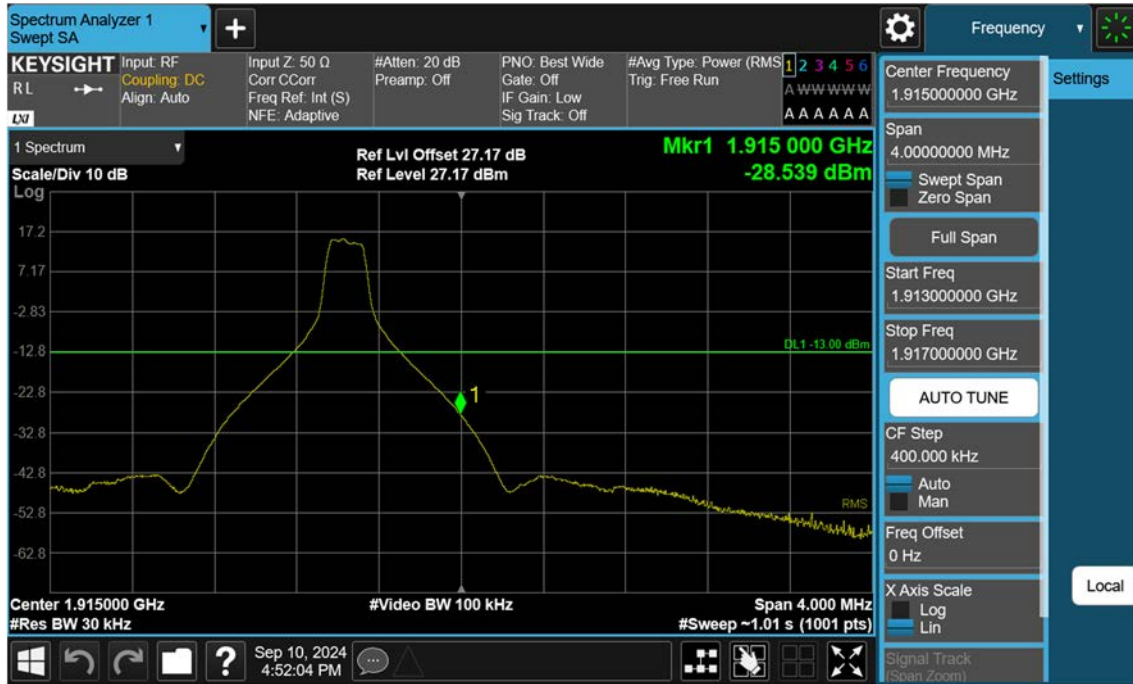 Spectrum Analyzer 1
Swept SA
Frequency
KEYSIGHT
RL
LXI
Input: RF
Coupling: DC
Align: Auto
Input Z: 50 Ω
Corr CCorr
Freq Ref: Int (S)
NFE: Adaptive
#Atten: 20 dB
Preamp: Off
PNO: Best Wide
Gate: Off
IF Gain: Low
Sig Track: Off
#Avg Type: Power (RMS
Trig: Free Run
1 2 3 4 5 6
A W W W W W
A A A A A A
1 Spectrum
Scale/Div 10 dB
Ref Lvl Offset 27.17 dB
Ref Level 27.17 dBm
Mkr1 1.915 000 GHz
-28.539 dBm
Log
17.2
7.17
-2.83
-12.8
DL1 -13.00 dBm
-22.8
1
-32.8
-42.8
-52.8
RMS
-62.8
Center 1.915000 GHz
#Video BW 100 kHz
Span 4.000 MHz
#Res BW 30 kHz
#Sweep ~1.01 s (1001 pts)
Sep 10, 2024
4:52:04 PM
?
Center Frequency
1.915000000 GHz
Settings
Span
4.00000000 MHz
Swept Span
Zero Span
Full Span
Start Freq
1.913000000 GHz
Stop Freq
1.917000000 GHz
AUTO TUNE
CF Step
400.000 kHz
Auto
Man
Freq Offset
0 Hz
X Axis Scale
Log
Lin
Local
Signal Track
(Span Zoom)